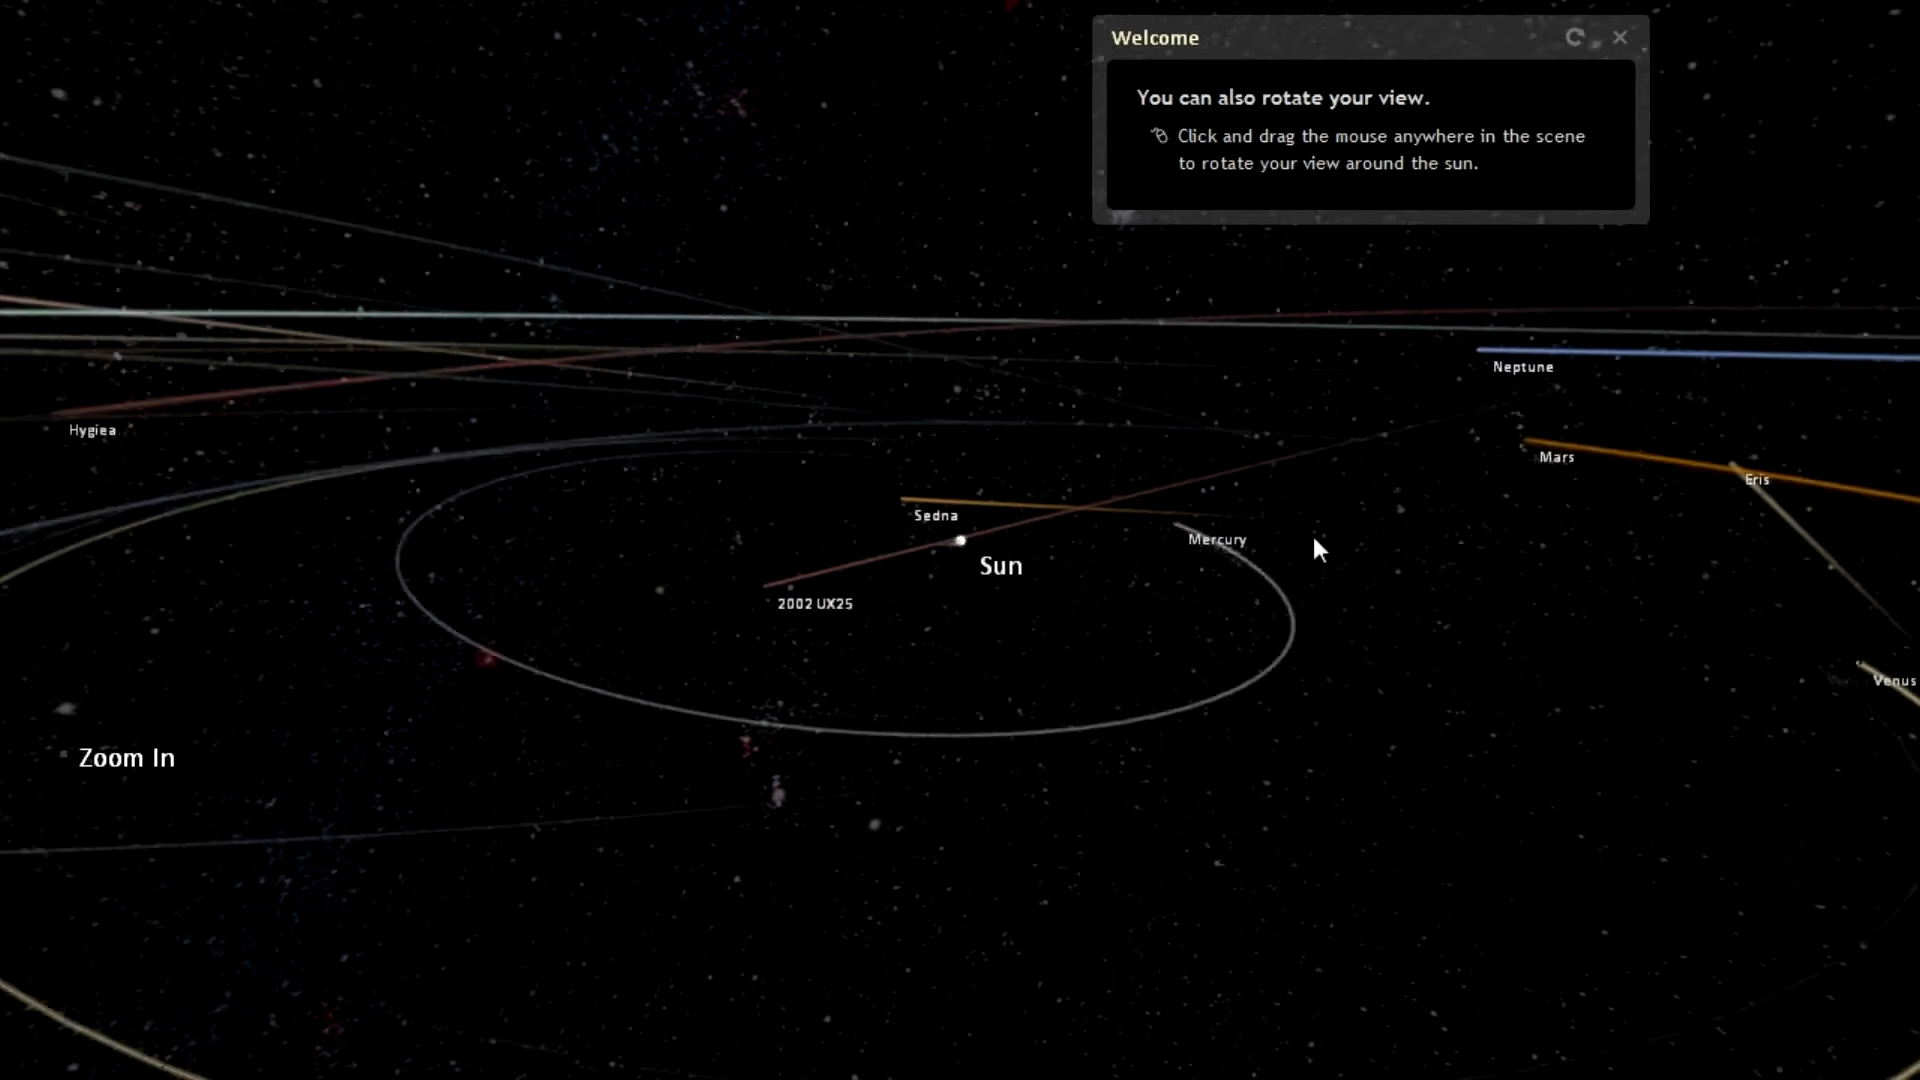 Welcome
You can also rotate your view.
Click and drag the mouse anywhere in the scene
to rotate your view around the sun.
Neptune
Hygiea
Mars
Eris
Sedna
Mercury
Sun
2002 UX25
Venus
Zoom In